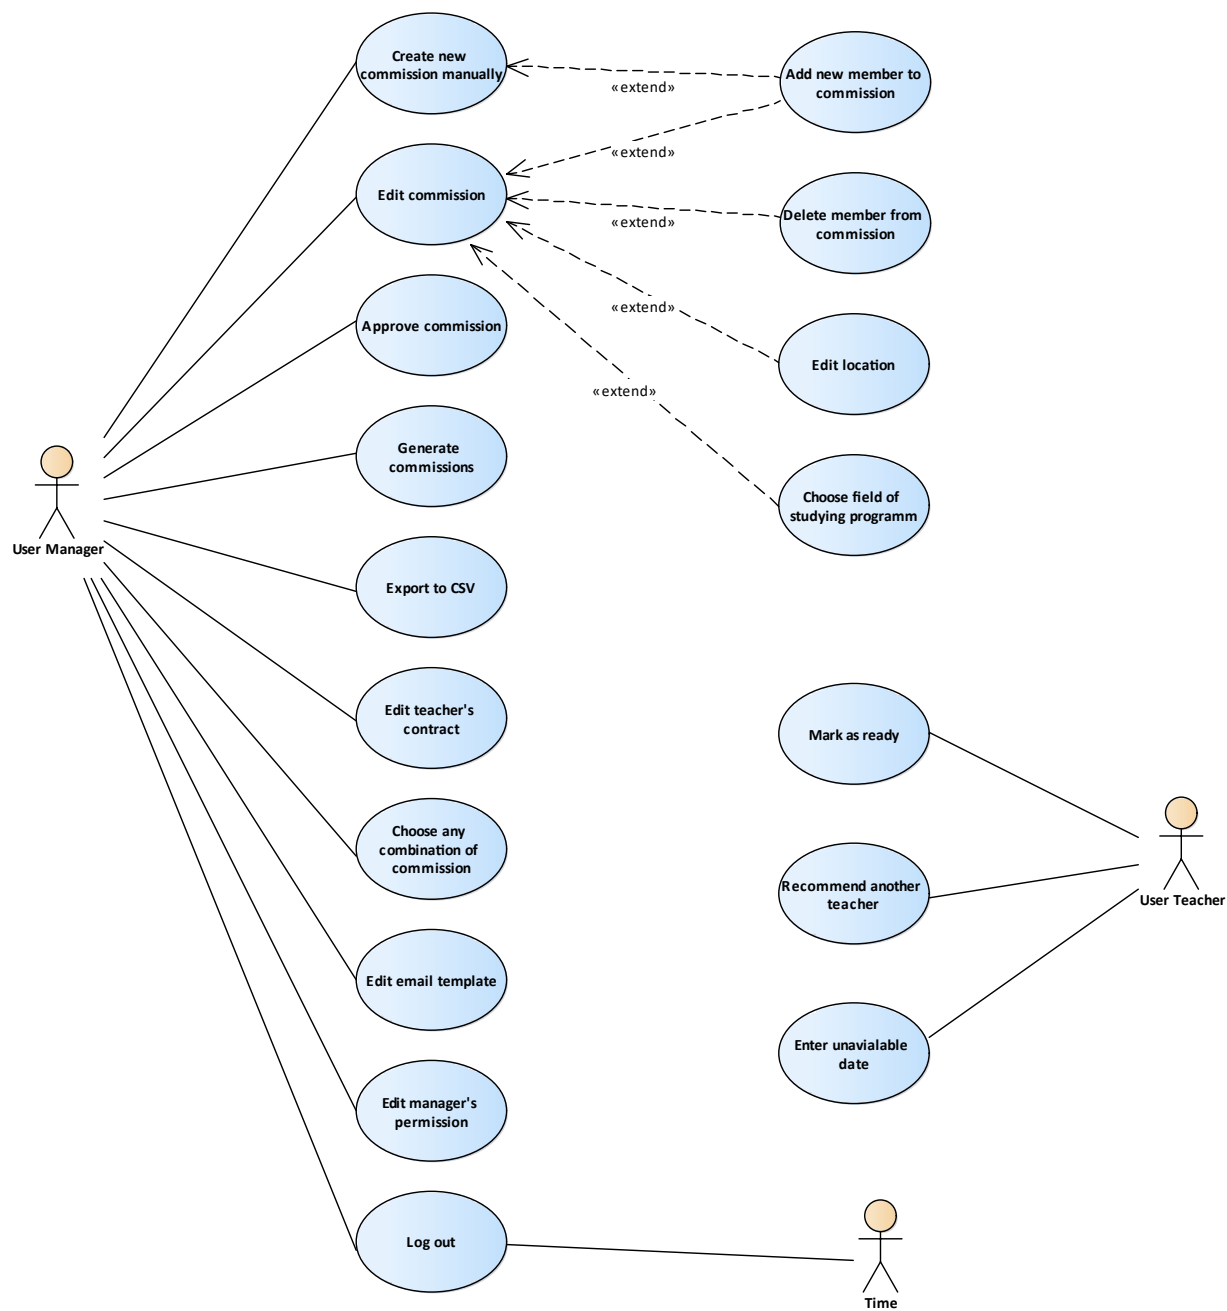 Create new
commission manually
Add new member to
commission
«extend»
«extend»
Edit commission
Delete member from
commission
«extend»
Approve commission
«extend»
Edit location
«extend»
Generate
commissions
Choose field of
studying programm
User Manager
Export to CSV
Edit teacher's
contract
Mark as ready
Choose any
combination of
commission
Recommend another
teacher
User Teacher
Edit email template
Enter unavialable
date
Edit manager's
permission
Log out
Time